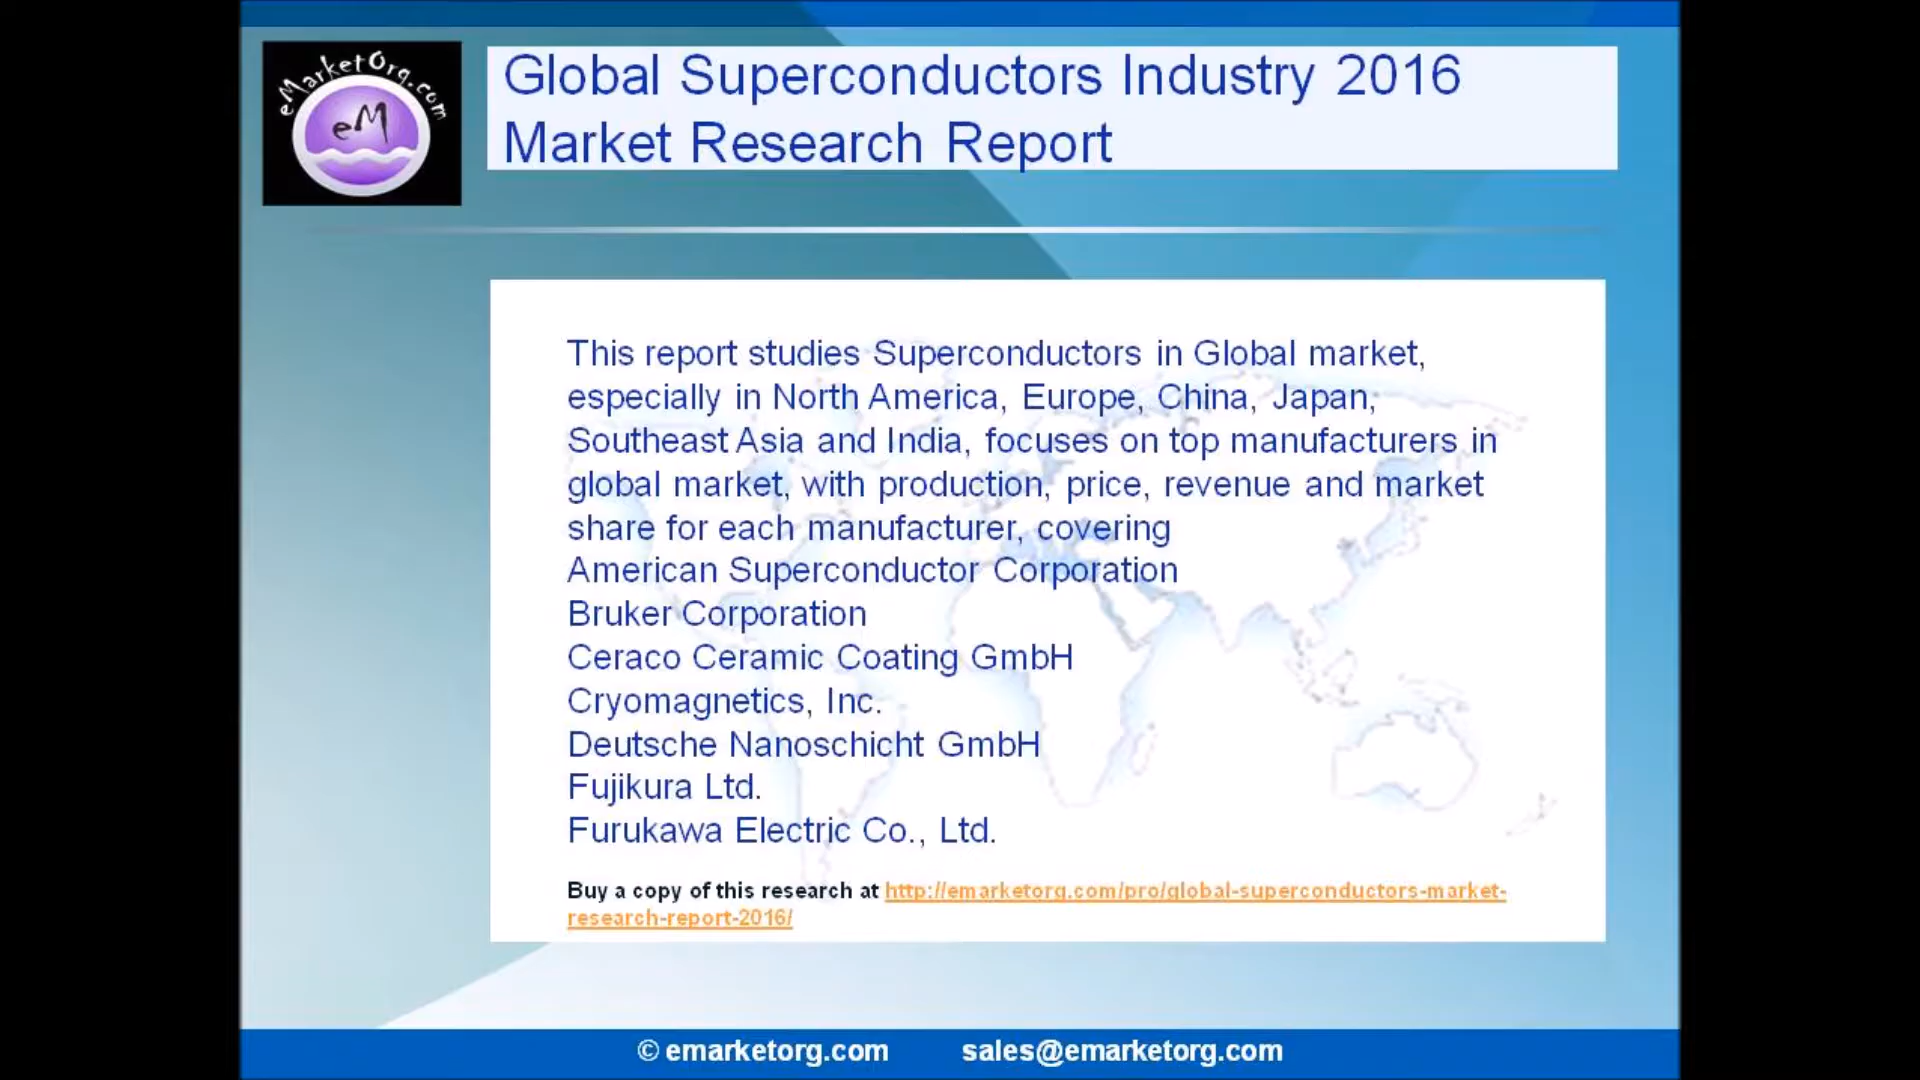 eMarketOrg.com
eM
Global Superconductors Industry 2016
Market Research Report
This report studies Superconductors in Global market,
especially in North America, Europe, China, Japan,
Southeast Asia and India, focuses on top manufacturers in
global market, with production, price, revenue and market
share for each manufacturer, covering
American Superconductor Corporation
Bruker Corporation
Ceraco Ceramic Coating GmbH
Cryomagnetics, Inc.
Deutsche Nanoschicht GmbH
Fujikura Ltd.
Furukawa Electric Co., Ltd.
Buy a copy of this research at http://emarketorg.com/pro/global-superconductors-market-
research-report-2016/
© emarketorg.com sales@emarketorg.com